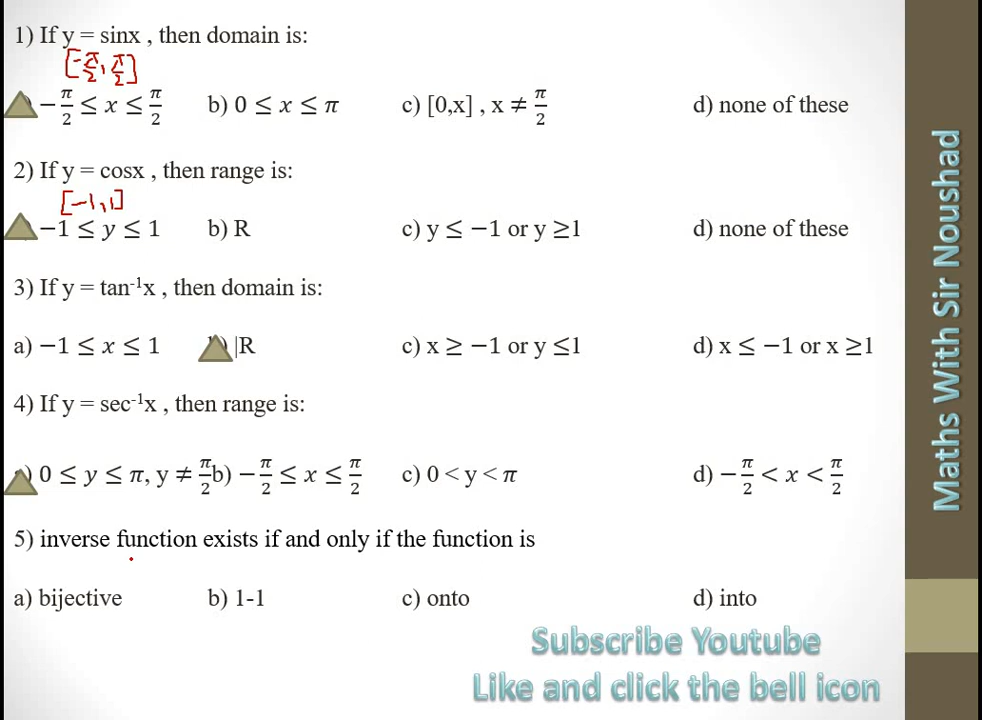 1) If y = sinx , then domain is:
[-π/2, π/2]
−π/2 ≤ x ≤ π/2 b) 0 ≤ x ≤ π c) [0,x] , x ≠ π/2 d) none of these
2) If y = cosx , then range is:
[-1,1]
−1 ≤ y ≤ 1 b) R c) y ≤ −1 or y ≥1 d) none of these
3) If y = tan⁻¹x , then domain is:
a) −1 ≤ x ≤ 1 |R c) x ≥ −1 or y ≤1 d) x ≤ −1 or x ≥1
4) If y = sec⁻¹x , then range is:
) 0 ≤ y ≤ π, y ≠ π/2 b) −π/2 ≤ x ≤ π/2 c) 0 < y < π d) −π/2 < x < π/2
5) inverse function exists if and only if the function is
a) bijective b) 1-1 c) onto d) into
Subscribe Youtube
Like and click the bell icon
Maths With Sir Noushad